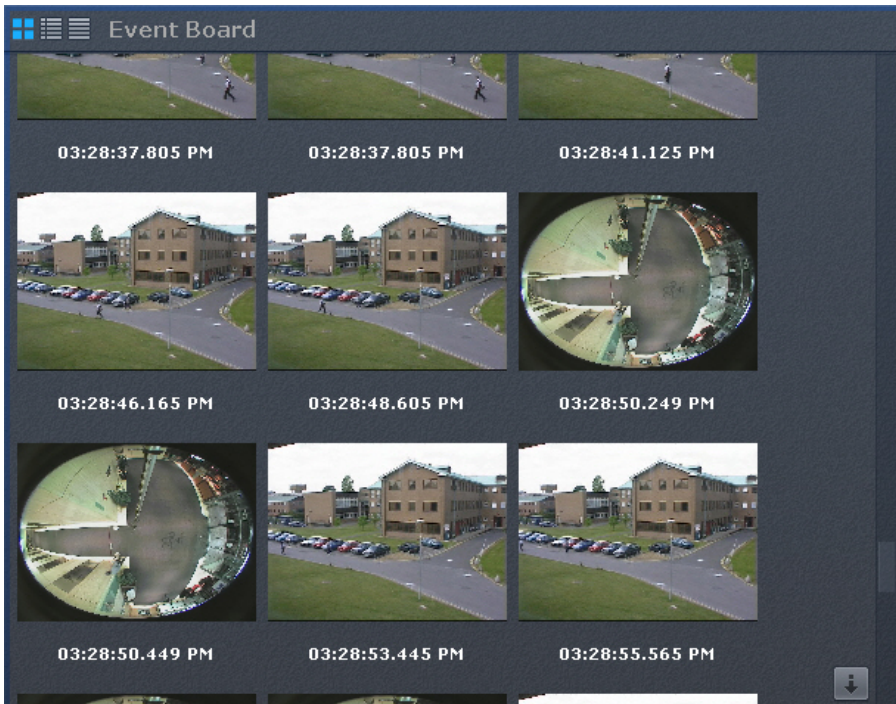 Event Board
03:28:37.805 PM
03:28:37.805 PM
03:28:41.125 PM
03:28:46.165 PM
03:28:48.605 PM
03:28:50.249 PM
03:28:50.449 PM
03:28:53.445 PM
03:28:55.565 PM